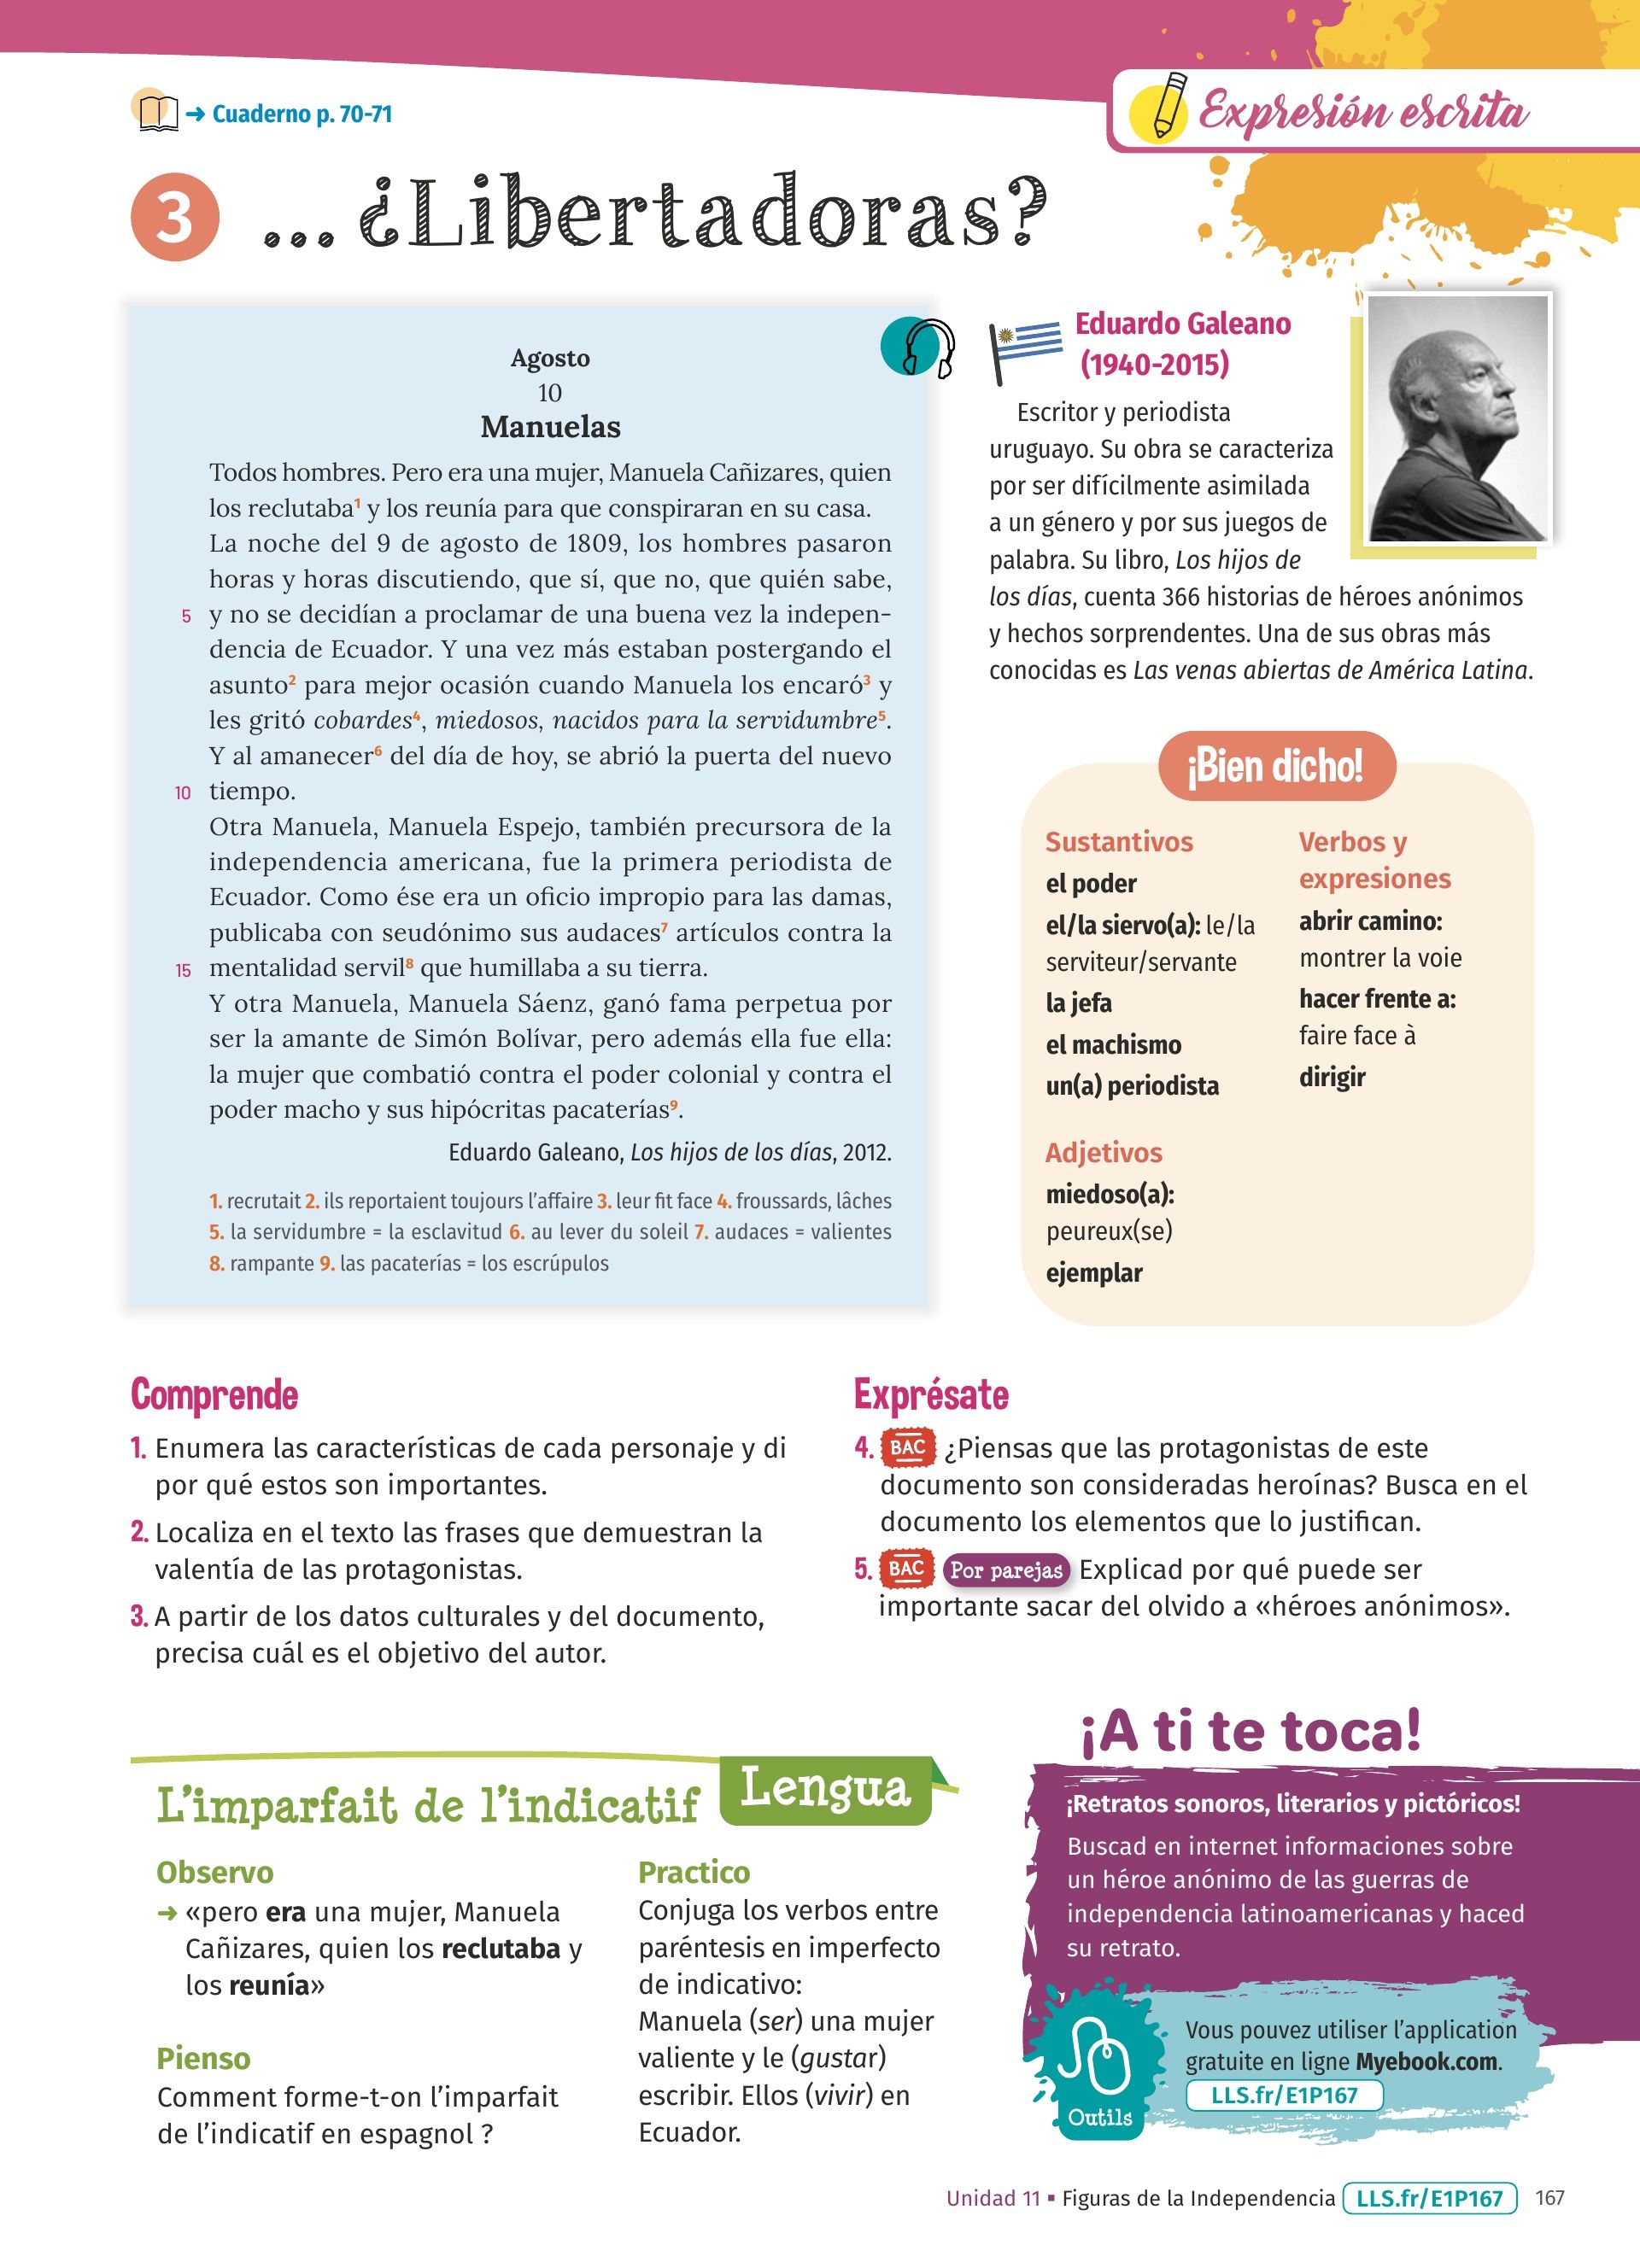 ➜ Cuaderno p. 70-71
Expresión escrita
3 ... ¿Libertadoras?
Agosto
10
Manuelas
Todos hombres. Pero era una mujer, Manuela Cañizares, quien
los reclutaba1 y los reunía para que conspiraran en su casa.
La noche del 9 de agosto de 1809, los hombres pasaron
horas y horas discutiendo, que sí, que no, que quién sabe,
5 y no se decidían a proclamar de una buena vez la indepen-
dencia de Ecuador. Y una vez más estaban postergando el
asunto2 para mejor ocasión cuando Manuela los encaró3 y
les gritó cobardes4, miedosos, nacidos para la servidumbre5.
Y al amanecer6 del día de hoy, se abrió la puerta del nuevo
10 tiempo.
Otra Manuela, Manuela Espejo, también precursora de la
independencia americana, fue la primera periodista de
Ecuador. Como ése era un oficio impropio para las damas,
publicaba con seudónimo sus audaces7 artículos contra la
15 mentalidad servil8 que humillaba a su tierra.
Y otra Manuela, Manuela Sáenz, ganó fama perpetua por
ser la amante de Simón Bolívar, pero además ella fue ella:
la mujer que combatió contra el poder colonial y contra el
poder macho y sus hipócritas pacaterías9.
Eduardo Galeano, Los hijos de los días, 2012.
1. recrutait 2. ils reportaient toujours l'affaire 3. leur fit face 4. froussards, lâches
5. la servidumbre = la esclavitud 6. au lever du soleil 7. audaces = valientes
8. rampante 9. las pacaterías = los escrúpulos
Eduardo Galeano
(1940-2015)
Escritor y periodista
uruguayo. Su obra se caracteriza
por ser difícilmente asimilada
a un género y por sus juegos de
palabra. Su libro, Los hijos de
los días, cuenta 366 historias de héroes anónimos
y hechos sorprendentes. Una de sus obras más
conocidas es Las venas abiertas de América Latina.
¡Bien dicho!
Sustantivos
el poder
el/la siervo(a): le/la
serviteur/servante
la jefa
el machismo
un(a) periodista
Adjetivos
miedoso(a):
peureux(se)
ejemplar
Verbos y
expresiones
abrir camino:
montrer la voie
hacer frente a:
faire face à
dirigir
Comprende
1. Enumera las características de cada personaje y di
por qué estos son importantes.
2. Localiza en el texto las frases que demuestran la
valentía de las protagonistas.
3. A partir de los datos culturales y del documento,
precisa cuál es el objetivo del autor.
Exprésate
4. BAC ¿Piensas que las protagonistas de este
documento son consideradas heroínas? Busca en el
documento los elementos que lo justifican.
5. BAC Por parejas Explicad por qué puede ser
importante sacar del olvido a «héroes anónimos».
L'imparfait de l'indicatif Lengua
Observo
➜ «pero era una mujer, Manuela
Cañizares, quien los reclutaba y
los reunía»
Pienso
Comment forme-t-on l'imparfait
de l'indicatif en espagnol ?
Practico
Conjuga los verbos entre
paréntesis en imperfecto
de indicativo:
Manuela (ser) una mujer
valiente y le (gustar)
escribir. Ellos (vivir) en
Ecuador.
¡A ti te toca!
¡Retratos sonoros, literarios y pictóricos!
Buscad en internet informaciones sobre
un héroe anónimo de las guerras de
independencia latinoamericanas y haced
su retrato.
Outils
Vous pouvez utiliser l'application
gratuite en ligne Myebook.com.
LLS.fr/E1P167
Unidad 11 ▪ Figuras de la Independencia LLS.fr/E1P167 167